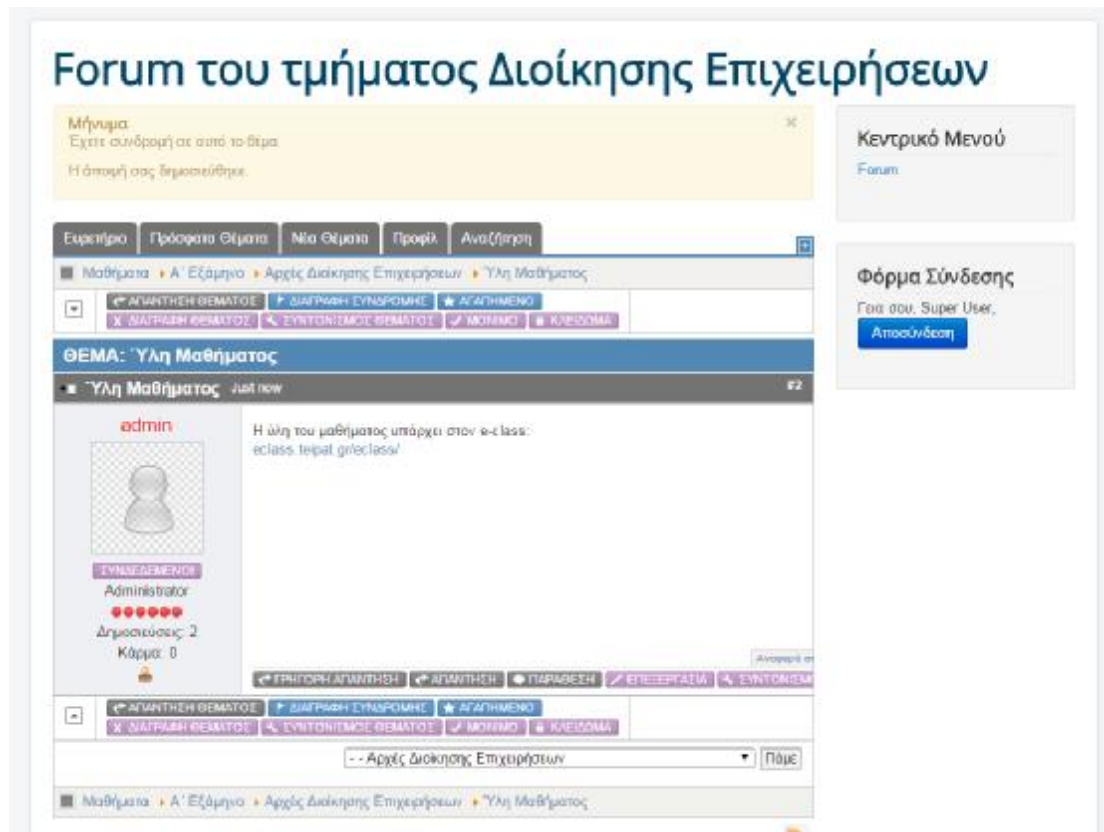 Forum του τμήματος Διοίκησης Επιχειρήσεων
Μήνυμα
Έχετε συνδρομή σε αυτό το θέμα
Η άποψή σας δημοσιεύθηκε.
Κεντρικό Μενού
Forum
Ευρετήριο Πρόσφατα Θέματα Νέα Θέματα Προφίλ Αναζήτηση
Μαθήματα Α' Εξάμηνο Αρχές Διοίκησης Επιχειρήσεων Ύλη Μαθήματος
ΑΠΑΝΤΗΣΗ ΘΕΜΑΤΟΣ ΔΙΑΓΡΑΦΗ ΣΥΝΔΡΟΜΗΣ ΑΓΑΠΗΜΕΝΟ
X ΔΙΑΓΡΑΦΗ ΘΕΜΑΤΟΣ ΣΥΝΤΟΝΙΣΜΟΣ ΘΕΜΑΤΟΣ ΜΟΝΙΜΟ ΚΛΕΙΔΩΜΑ
Φόρμα Σύνδεσης
Γεια σου, Super User,
Αποσύνδεση
ΘΕΜΑ: Ύλη Μαθήματος
Ύλη Μαθήματος Just now #2
admin
Η ύλη του μαθήματος υπάρχει στον e-class:
eclass.teipat.gr/eclass/
ΣΥΝΔΕΔΕΜΕΝΟΙ
Administrator
Δημοσιεύσεις: 2
Κάρμα: 0
Αναφορά σε
ΓΡΗΓΟΡΗ ΑΠΑΝΤΗΣΗ ΑΠΑΝΤΗΣΗ ΠΑΡΑΘΕΣΗ ΕΠΕΞΕΡΓΑΣΙΑ ΣΥΝΤΟΝΙΣΜΟ
ΑΠΑΝΤΗΣΗ ΘΕΜΑΤΟΣ ΔΙΑΓΡΑΦΗ ΣΥΝΔΡΟΜΗΣ ΑΓΑΠΗΜΕΝΟ
X ΔΙΑΓΡΑΦΗ ΘΕΜΑΤΟΣ ΣΥΝΤΟΝΙΣΜΟΣ ΘΕΜΑΤΟΣ ΜΟΝΙΜΟ ΚΛΕΙΔΩΜΑ
- - Αρχές Διοίκησης Επιχειρήσεων Πάμε
Μαθήματα Α' Εξάμηνο Αρχές Διοίκησης Επιχειρήσεων Ύλη Μαθήματος